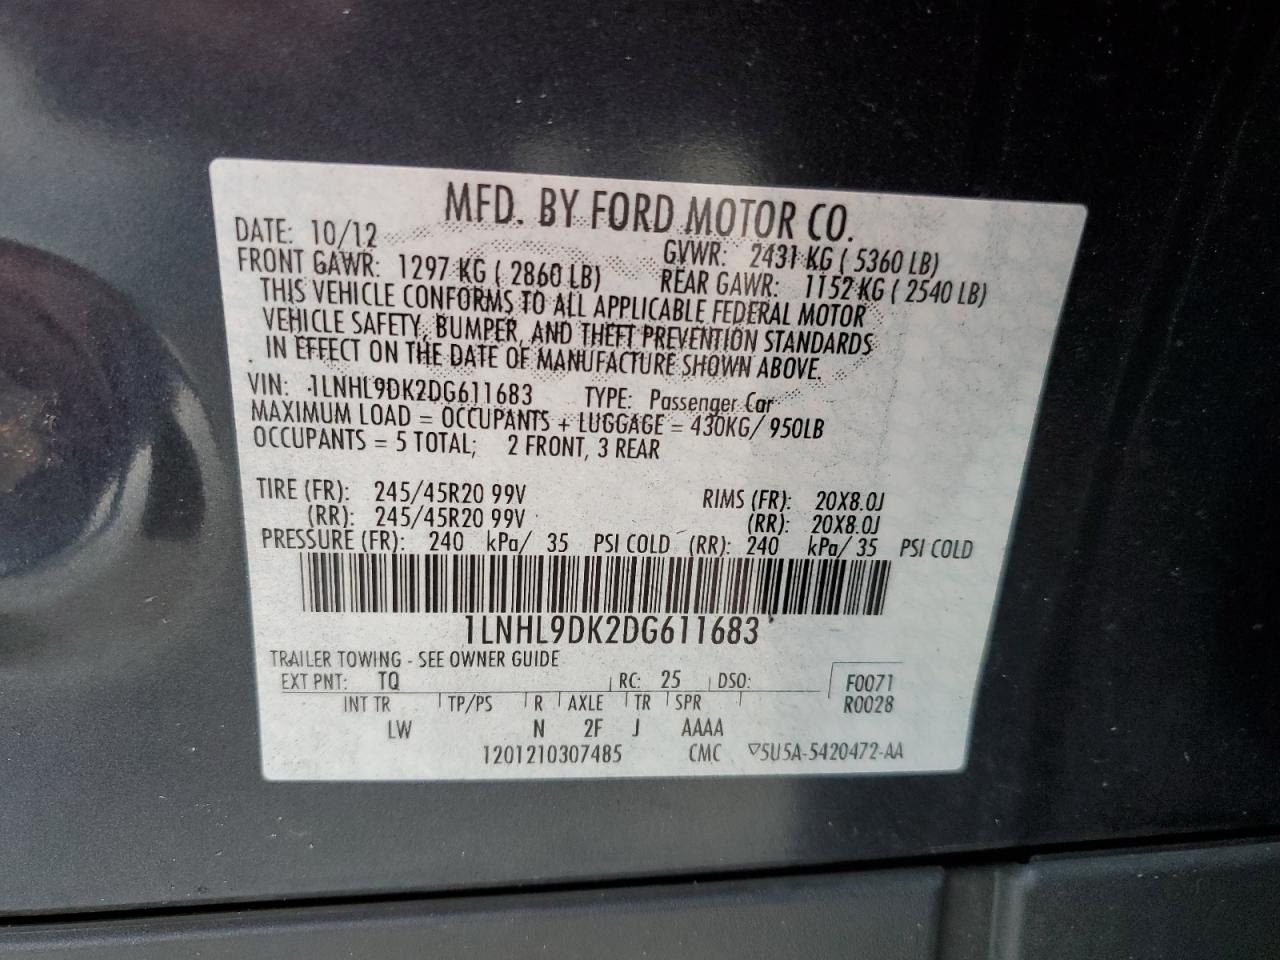 MFD. BY FORD MOTOR CO.
DATE: 10/12 GVWR: 2431 KG ( 5360 LB)
FRONT GAWR: 1297 KG ( 2860 LB) REAR GAWR: 1152 KG ( 2540 LB)
THIS VEHICLE CONFORMS TO ALL APPLICABLE FEDERAL MOTOR
VEHICLE SAFETY, BUMPER, AND THEFT PREVENTION STANDARDS
IN EFFECT ON THE DATE OF MANUFACTURE SHOWN ABOVE.
VIN: 1LNHL9DK2DG611683 TYPE: Passenger Car
MAXIMUM LOAD = OCCUPANTS + LUGGAGE = 430KG/ 950LB
OCCUPANTS = 5 TOTAL; 2 FRONT, 3 REAR
TIRE (FR): 245/45R20 99V RIMS (FR): 20X8.0J
(RR): 245/45R20 99V (RR): 20X8.0J
PRESSURE (FR): 240 kPa/ 35 PSI COLD (RR): 240 kPa/ 35 PSI COLD
1LNHL9DK2DG611683
TRAILER TOWING - SEE OWNER GUIDE
EXT PNT: TQ RC: 25 DSO: F0071
INT TR TP/PS R AXLE TR SPR R0028
LW N 2F J AAAA
1201210307485 CMC ▽5U5A-5420472-AA